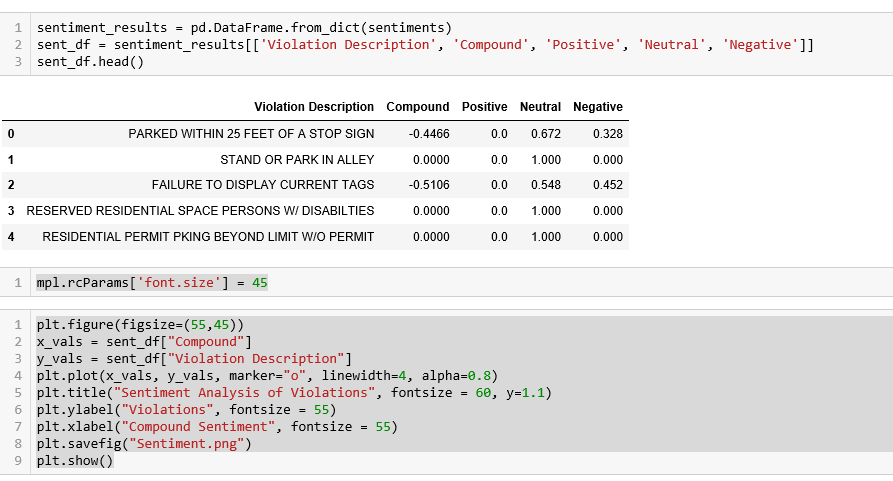 1 sentiment_results = pd.DataFrame.from_dict(sentiments)
2 sent_df = sentiment_results[['Violation Description', 'Compound', 'Positive', 'Neutral', 'Negative']]
3 sent_df.head()
Violation Description Compound Positive Neutral Negative
0 PARKED WITHIN 25 FEET OF A STOP SIGN -0.4466 0.0 0.672 0.328
1 STAND OR PARK IN ALLEY 0.0000 0.0 1.000 0.000
2 FAILURE TO DISPLAY CURRENT TAGS -0.5106 0.0 0.548 0.452
3 RESERVED RESIDENTIAL SPACE PERSONS W/ DISABILTIES 0.0000 0.0 1.000 0.000
4 RESIDENTIAL PERMIT PKING BEYOND LIMIT W/O PERMIT 0.0000 0.0 1.000 0.000
1 mpl.rcParams['font.size'] = 45
1 plt.figure(figsize=(55,45))
2 x_vals = sent_df["Compound"]
3 y_vals = sent_df["Violation Description"]
4 plt.plot(x_vals, y_vals, marker="o", linewidth=4, alpha=0.8)
5 plt.title("Sentiment Analysis of Violations", fontsize = 60, y=1.1)
6 plt.ylabel("Violations", fontsize = 55)
7 plt.xlabel("Compound Sentiment", fontsize = 55)
8 plt.savefig("Sentiment.png")
9 plt.show()